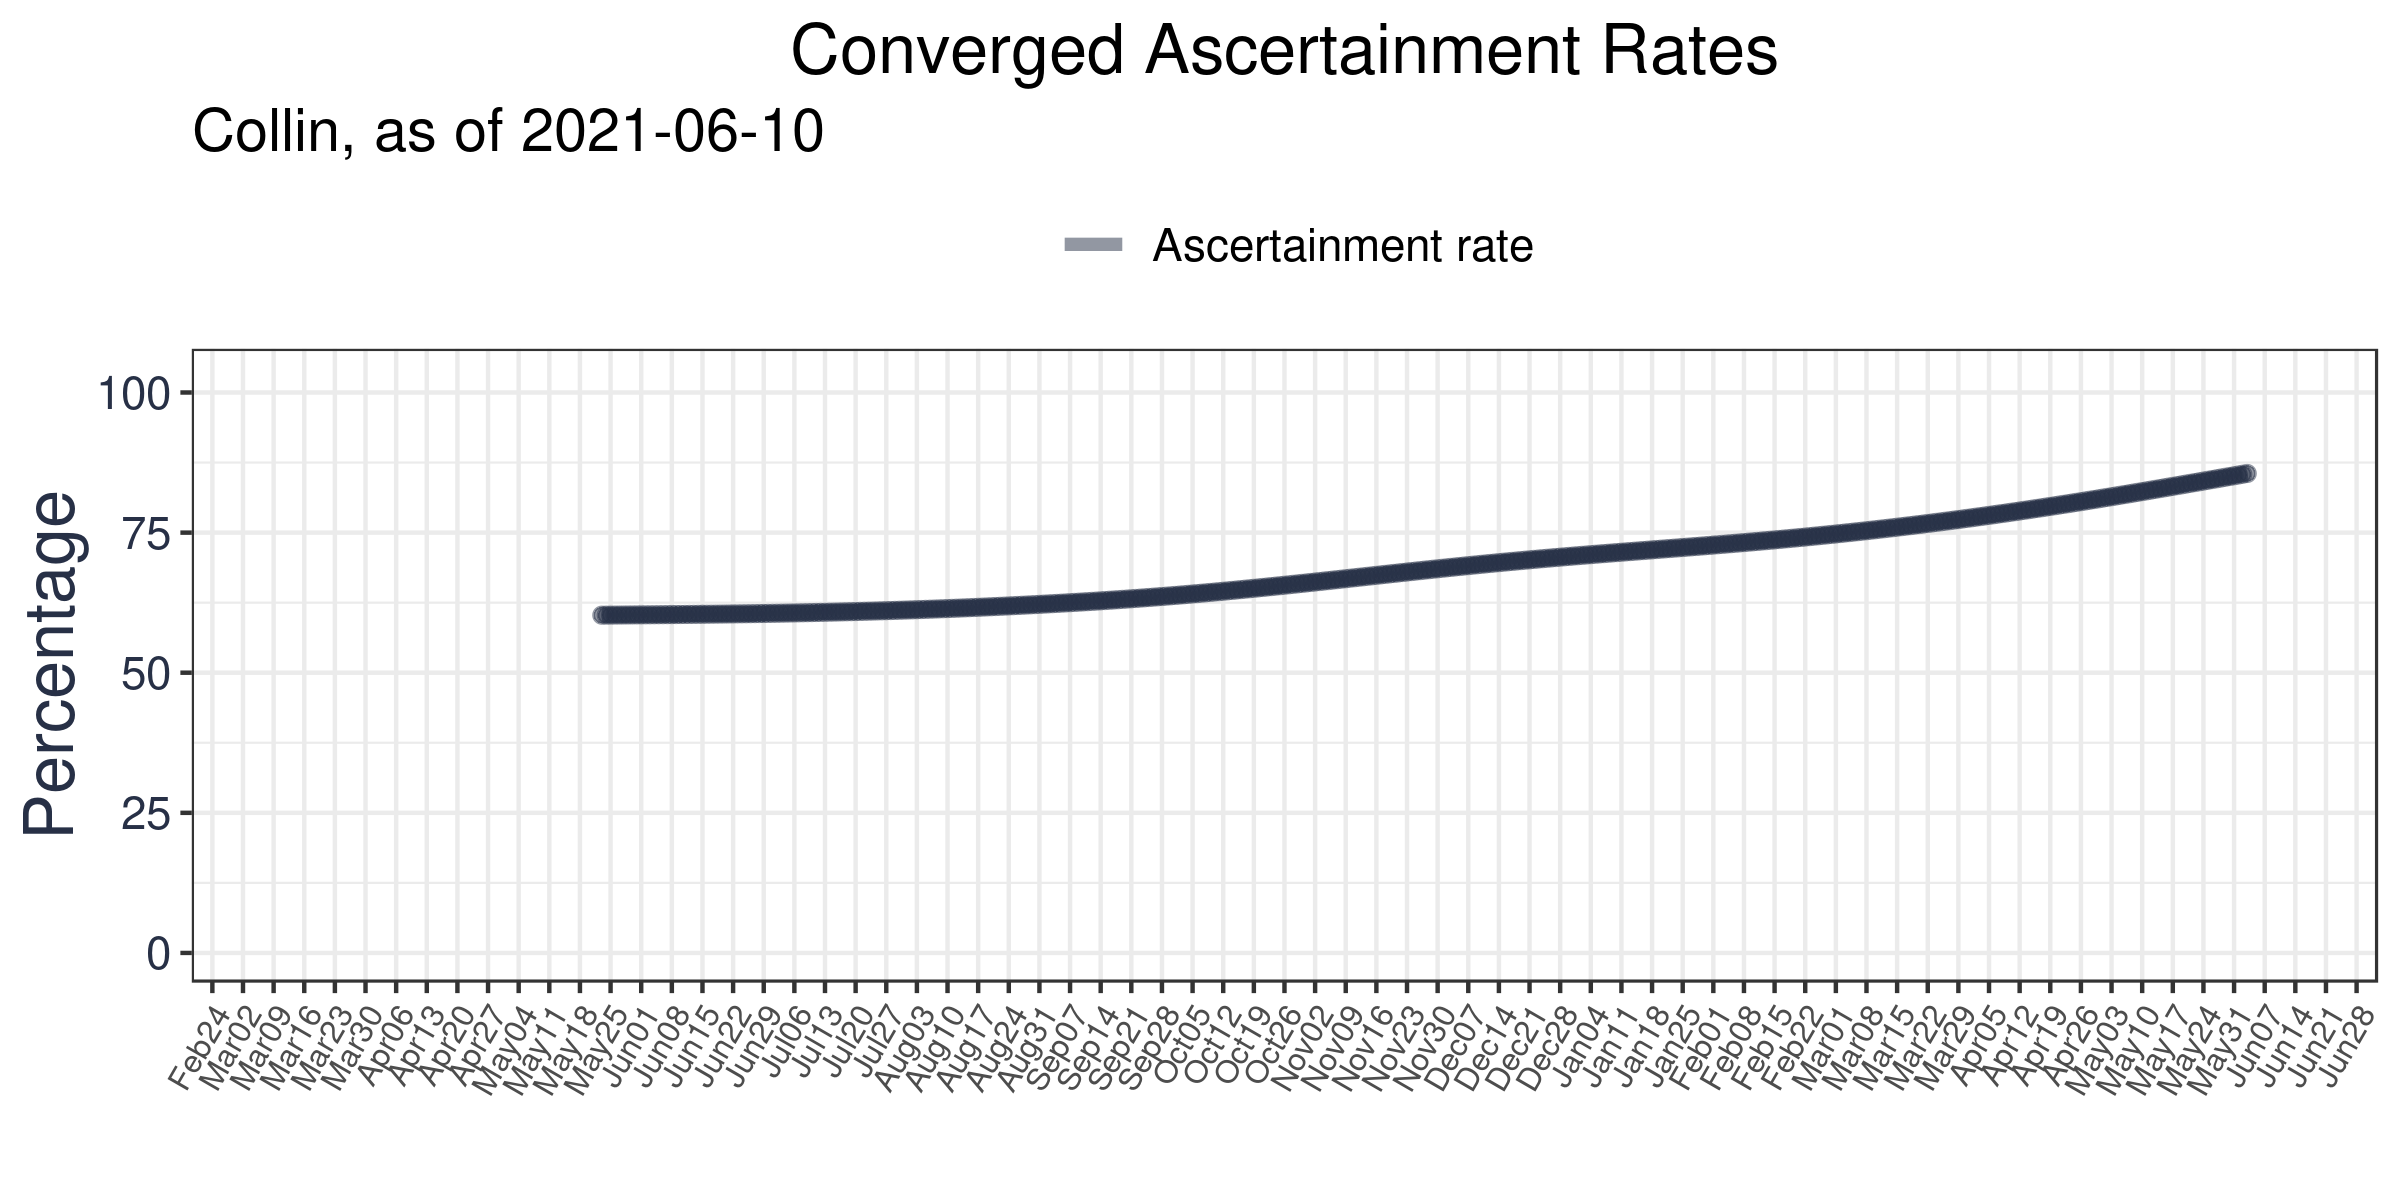 Converged Ascertainment Rates
Collin, as of 2021-06-10
Ascertainment rate
Percentage
100
75
50
25
0
Feb24
Mar02
Mar09
Mar16
Mar23
Mar30
Apr06
Apr13
Apr20
Apr27
May04
May11
May18
May25
Jun01
Jun08
Jun15
Jun22
Jun29
Jul06
Jul13
Jul20
Jul27
Aug03
Aug10
Aug17
Aug24
Aug31
Sep07
Sep14
Sep21
Sep28
Oct05
Oct12
Oct19
Oct26
Nov02
Nov09
Nov16
Nov23
Nov30
Dec07
Dec14
Dec21
Dec28
Jan04
Jan11
Jan18
Jan25
Feb01
Feb08
Feb15
Feb22
Mar01
Mar08
Mar15
Mar22
Mar29
Apr05
Apr12
Apr19
Apr26
May03
May10
May17
May24
May31
Jun07
Jun14
Jun21
Jun28